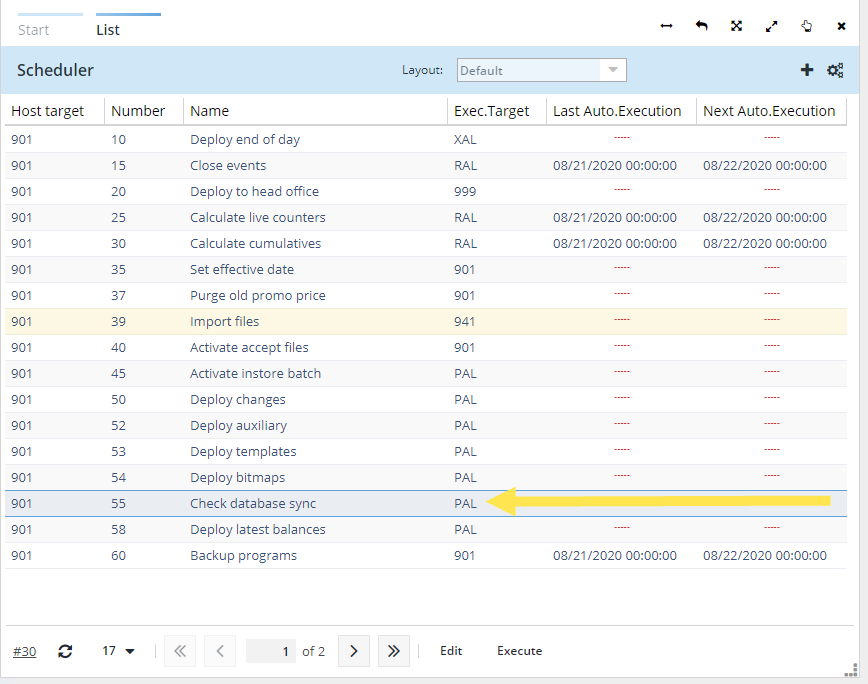 Start List
Scheduler Layout: Default
Host target Number Name Exec.Target Last Auto.Execution Next Auto.Execution
901 10 Deploy end of day XAL ----- -----
901 15 Close events RAL 08/21/2020 00:00:00 08/22/2020 00:00:00
901 20 Deploy to head office 999 ----- -----
901 25 Calculate live counters RAL 08/21/2020 00:00:00 08/22/2020 00:00:00
901 30 Calculate cumulatives RAL 08/21/2020 00:00:00 08/22/2020 00:00:00
901 35 Set effective date 901 ----- -----
901 37 Purge old promo price 901 ----- -----
901 39 Import files 941 ----- -----
901 40 Activate accept files 901 ----- -----
901 45 Activate instore batch PAL ----- -----
901 50 Deploy changes PAL ----- -----
901 52 Deploy auxiliary PAL ----- -----
901 53 Deploy templates PAL ----- -----
901 54 Deploy bitmaps PAL ----- -----
901 55 Check database sync PAL
901 58 Deploy latest balances PAL ----- -----
901 60 Backup programs 901 08/21/2020 00:00:00 08/22/2020 00:00:00
#30 17 1 of 2 Edit Execute